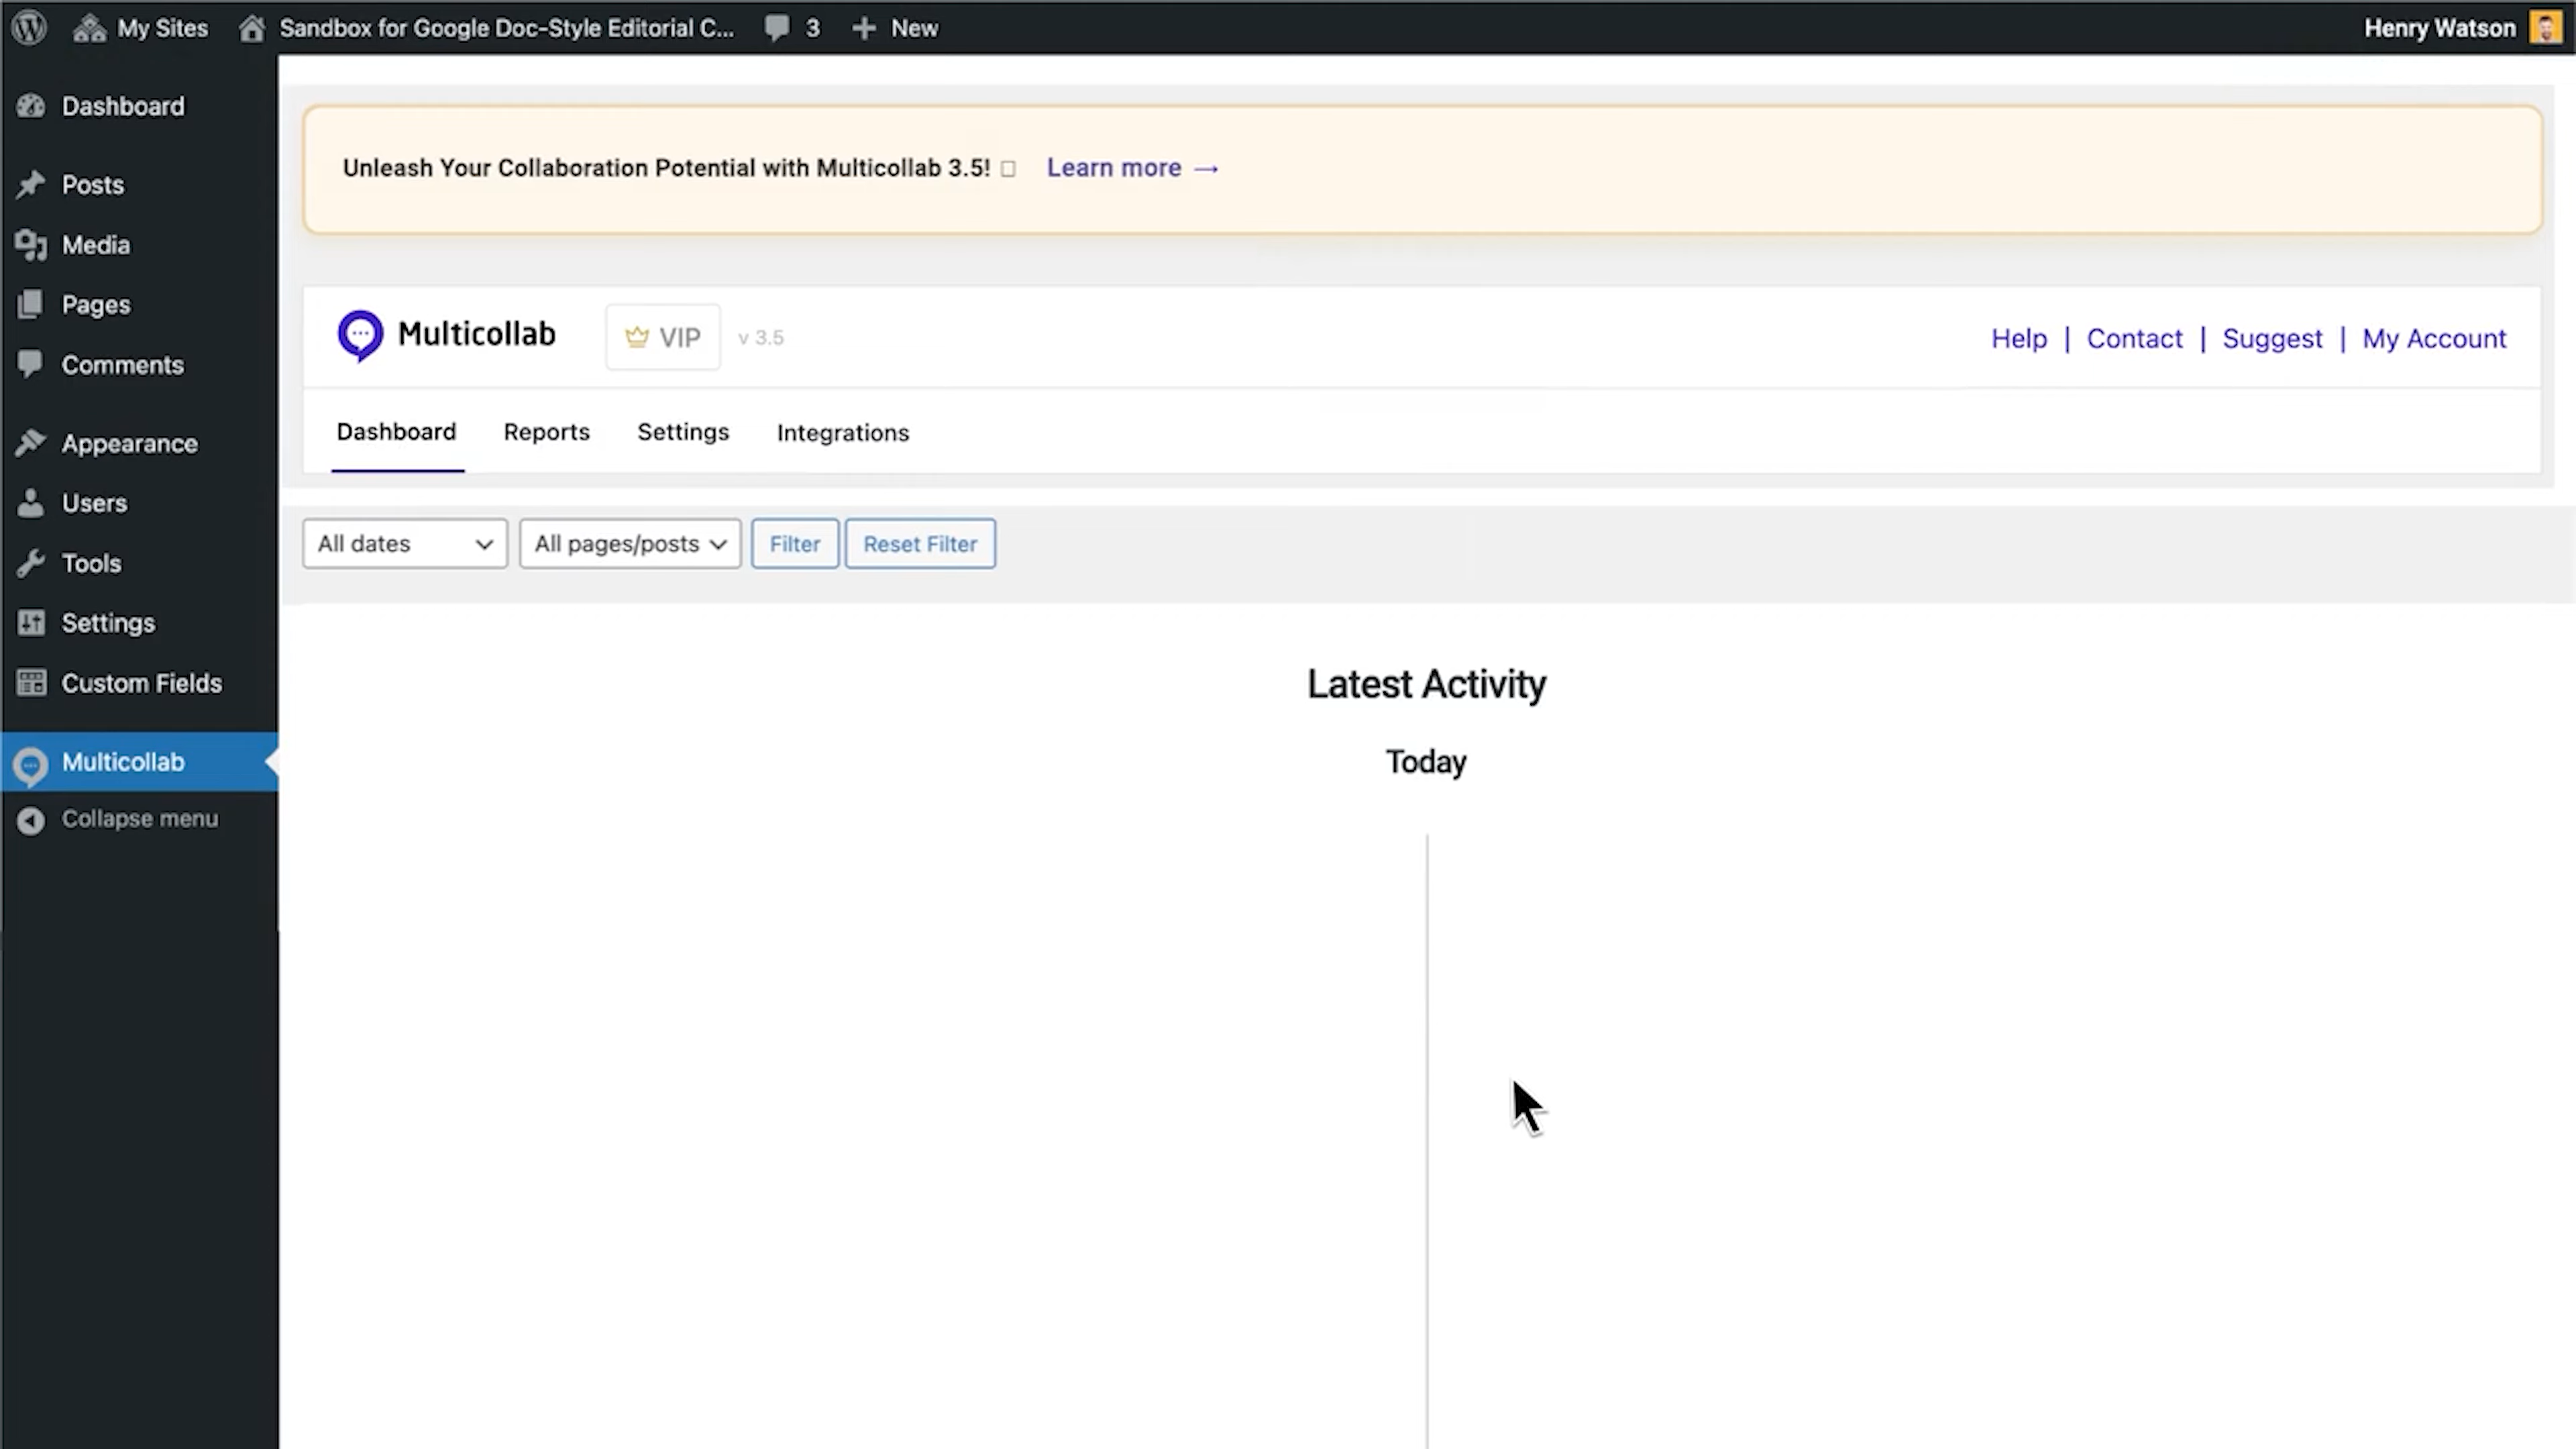 My Sites Sandbox for Google Doc-Style Editorial C... 3 New Henry Watson
Dashboard
Posts
Media
Pages
Comments
Appearance
Users
Tools
Settings
Custom Fields
Multicollab
Collapse menu
Unleash Your Collaboration Potential with Multicollab 3.5! Learn more →
Multicollab VIP v 3.5 Help | Contact | Suggest | My Account
Dashboard Reports Settings Integrations
All dates All pages/posts Filter Reset Filter
Latest Activity
Today